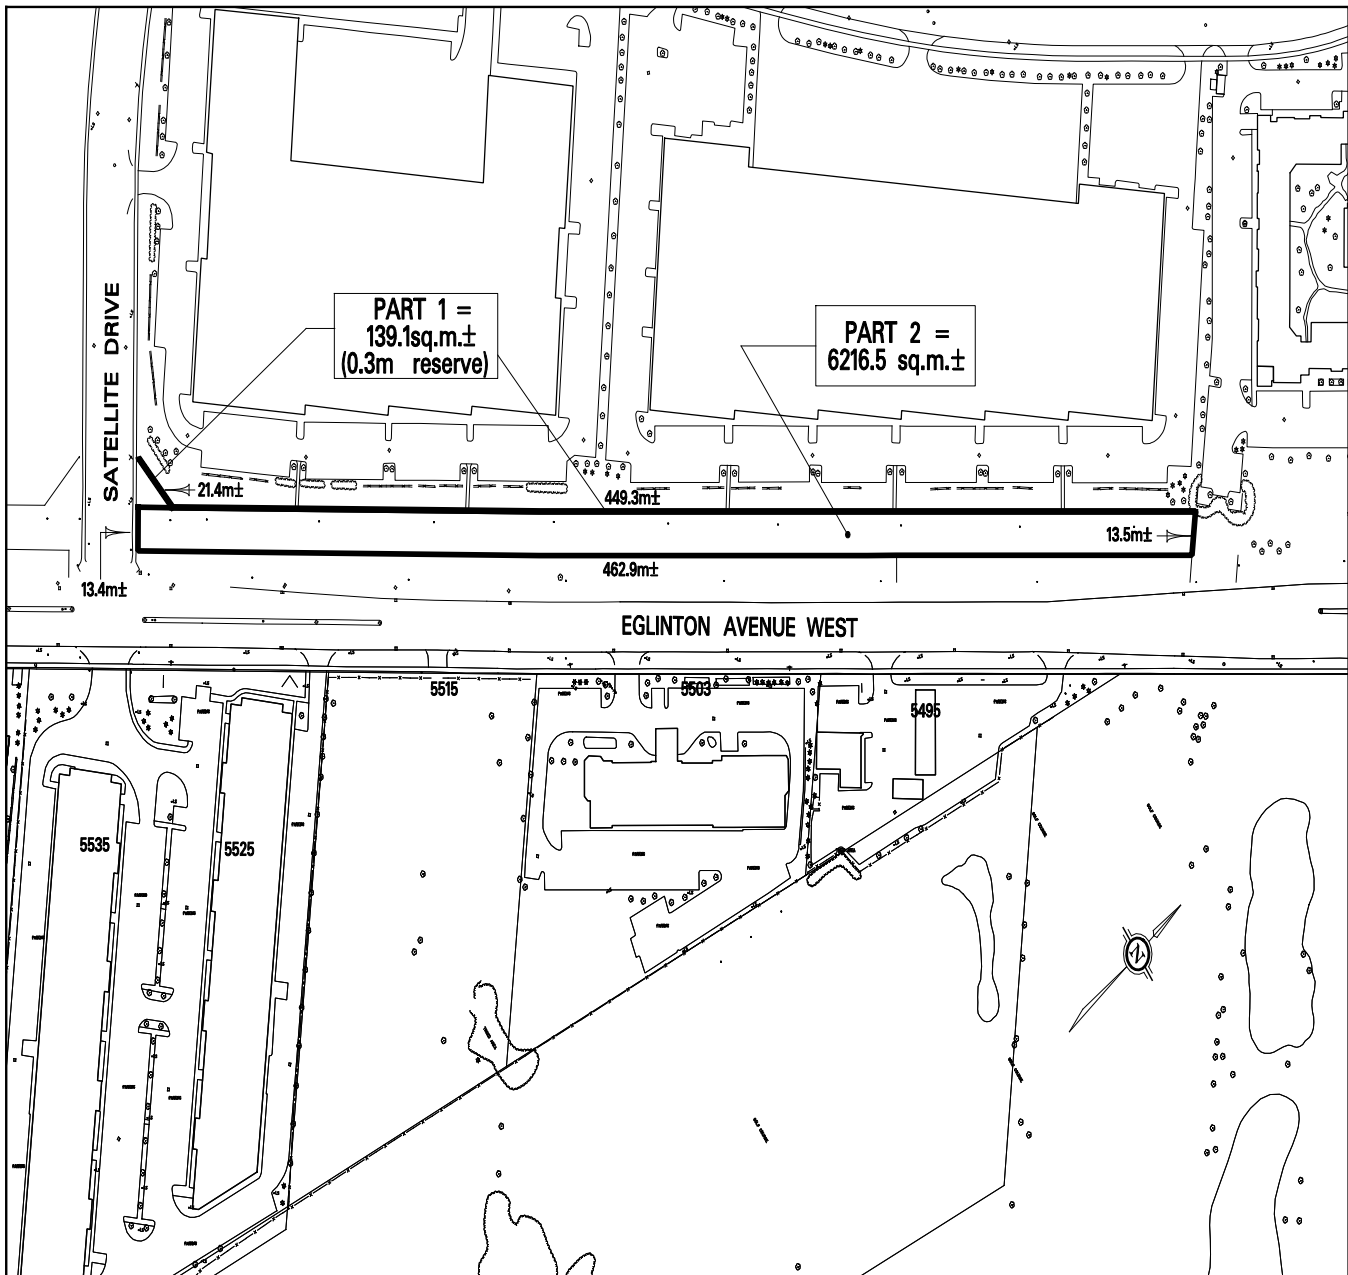 PART 1 =
139.1sq.m.±
(0.3m reserve)
PART 2 =
6216.5 sq.m.±
SATELLITE DRIVE
21.4m±
449.3m±
13.5m±
13.4m±
462.9m±
EGLINTON AVENUE WEST
5515
5503
5495
5535
5525
N